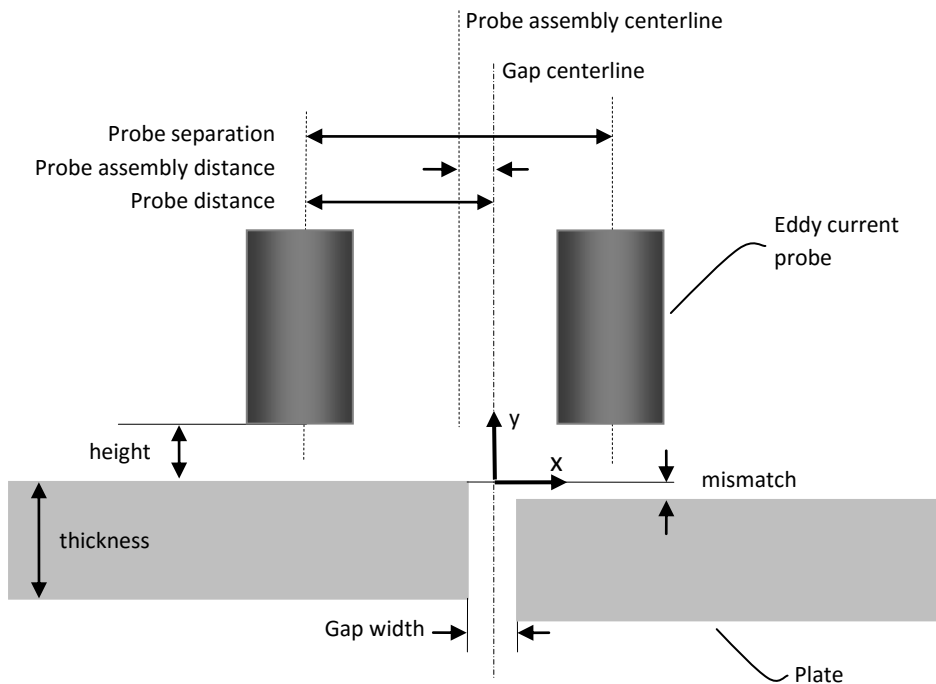 Probe assembly centerline
Gap centerline
Probe separation
Probe assembly distance
Probe distance
Eddy current
probe
y
height
x
mismatch
thickness
Gap width
Plate